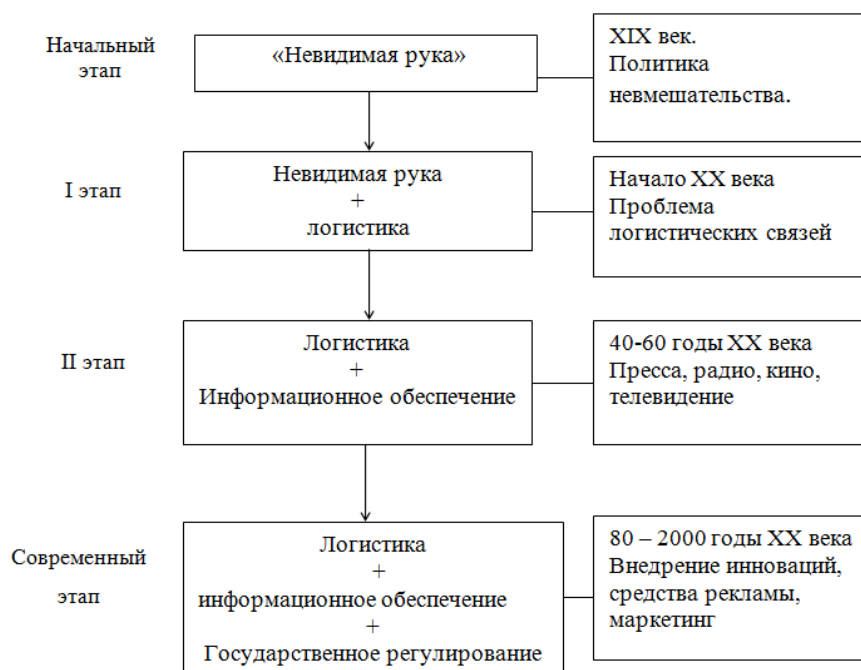 Начальный
этап
«Невидимая рука»
XIX век.
Политика
невмешательства.
I этап
Невидимая рука
+
логистика
Начало XX века
Проблема
логистических связей
II этап
Логистика
+
Информационное обеспечение
40-60 годы XX века
Пресса, радио, кино,
телевидение
Современный
этап
Логистика
+
информационное обеспечение
+
Государственное регулирование
80 – 2000 годы XX века
Внедрение инноваций,
средства рекламы,
маркетинг